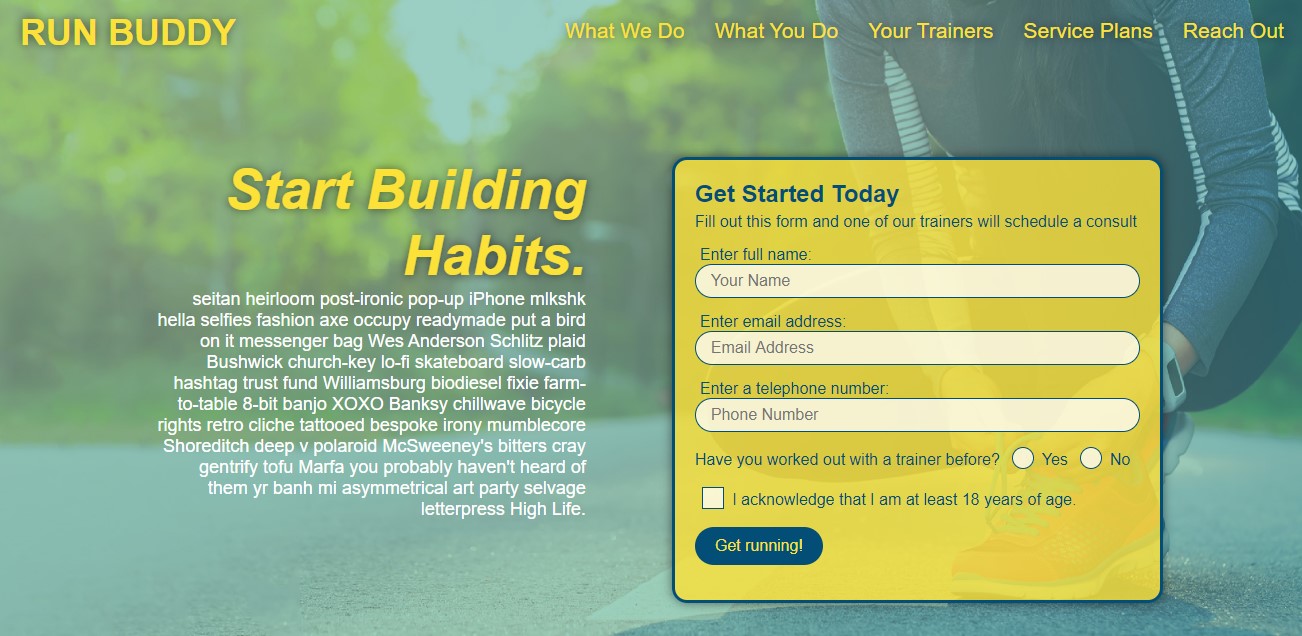 RUN BUDDY
What We Do
What You Do
Your Trainers
Service Plans
Reach Out
Start Building
Habits.
seitan heirloom post-ironic pop-up iPhone mlkshk
hella selfies fashion axe occupy readymade put a bird
on it messenger bag Wes Anderson Schlitz plaid
Bushwick church-key lo-fi skateboard slow-carb
hashtag trust fund Williamsburg biodiesel fixie farm-
to-table 8-bit banjo XOXO Banksy chillwave bicycle
rights retro cliche tattooed bespoke irony mumblecore
Shoreditch deep v polaroid McSweeney's bitters cray
gentrify tofu Marfa you probably haven't heard of
them yr banh mi asymmetrical art party selvage
letterpress High Life.
Get Started Today
Fill out this form and one of our trainers will schedule a consult
Enter full name:
Your Name
Enter email address:
Email Address
Enter a telephone number:
Phone Number
Have you worked out with a trainer before? Yes No
I acknowledge that I am at least 18 years of age.
Get running!